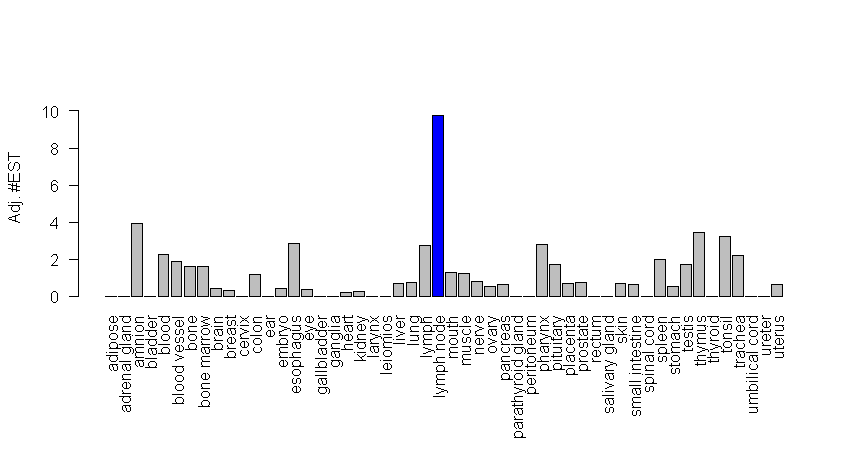 Adj. #EST
10
8
6
4
2
0
adipose
adrenal gland
amnion
bladder
blood
blood vessel
bone
bone marrow
brain
breast
cervix
colon
ear
embryo
esophagus
eye
gallbladder
ganglia
heart
kidney
larynx
leiomios
liver
lung
lymph
lymph node
mouth
muscle
nerve
ovary
pancreas
parathyroid gland
peritoneum
pharynx
pituitary
placenta
prostate
rectum
salivary gland
skin
small intestine
spinal cord
spleen
stomach
testis
thymus
thyroid
tonsil
trachea
umbilical cord
ureter
uterus